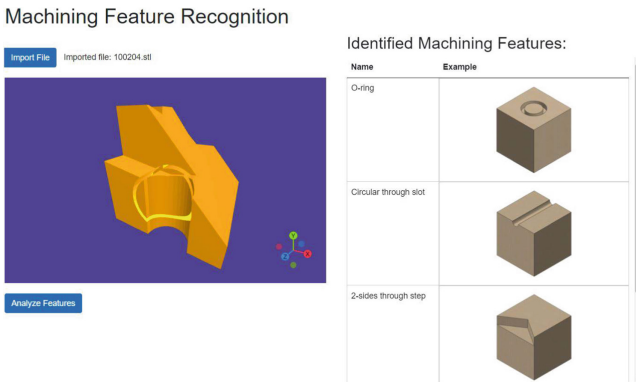 Machining Feature Recognition
Import File
Imported file: 100204.stl
Identified Machining Features:
Name Example
O-ring
Circular through slot
2-sides through step
Y
X
Z
Analyze Features